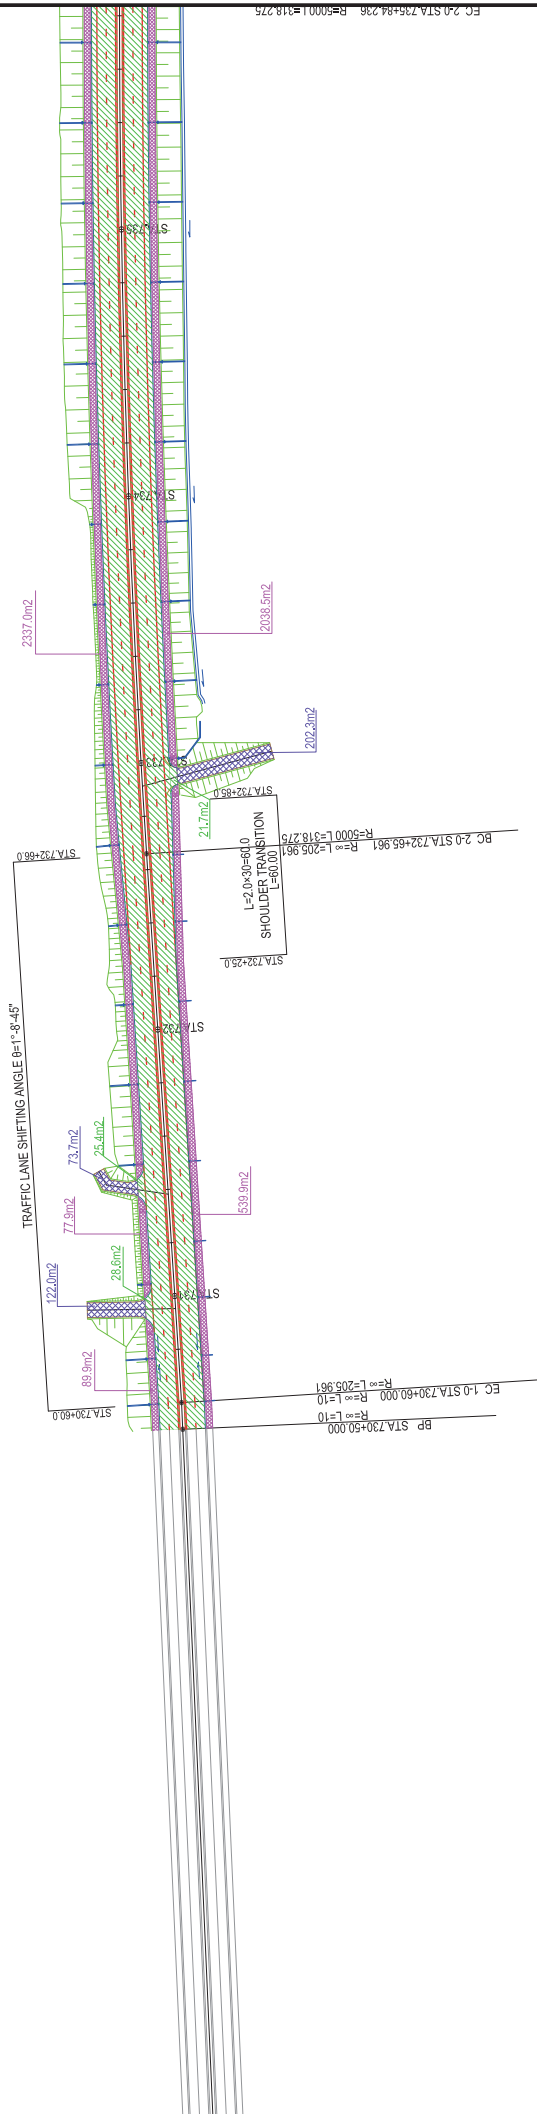 EC 2-0 STA.735+84.236 R=5000 L=318.275
STA.735
STA.734
2337.0m2
2038.5m2
202.3m2
STA.733
STA.732+85.0
21.7m2
L=2.0×30=60.0
SHOULDER TRANSITION
L=60.00
R=5000 L=318.275
BC 2-0 STA.732+65.961 R=∞ L=205.961
STA.732+66.0
STA.732+25.0
TRAFFIC LANE SHIFTING ANGLE θ=1°-8'-45"
STA.732
73.7m2
25.4m2
77.9m2
539.9m2
28.6m2
122.0m2
STA.731
89.9m2
STA.730+60.0
R=∞ L=205.961
EC 1-0 STA.730+60.000 R=∞ L=10
R=∞ L=10
BP STA.730+50.000